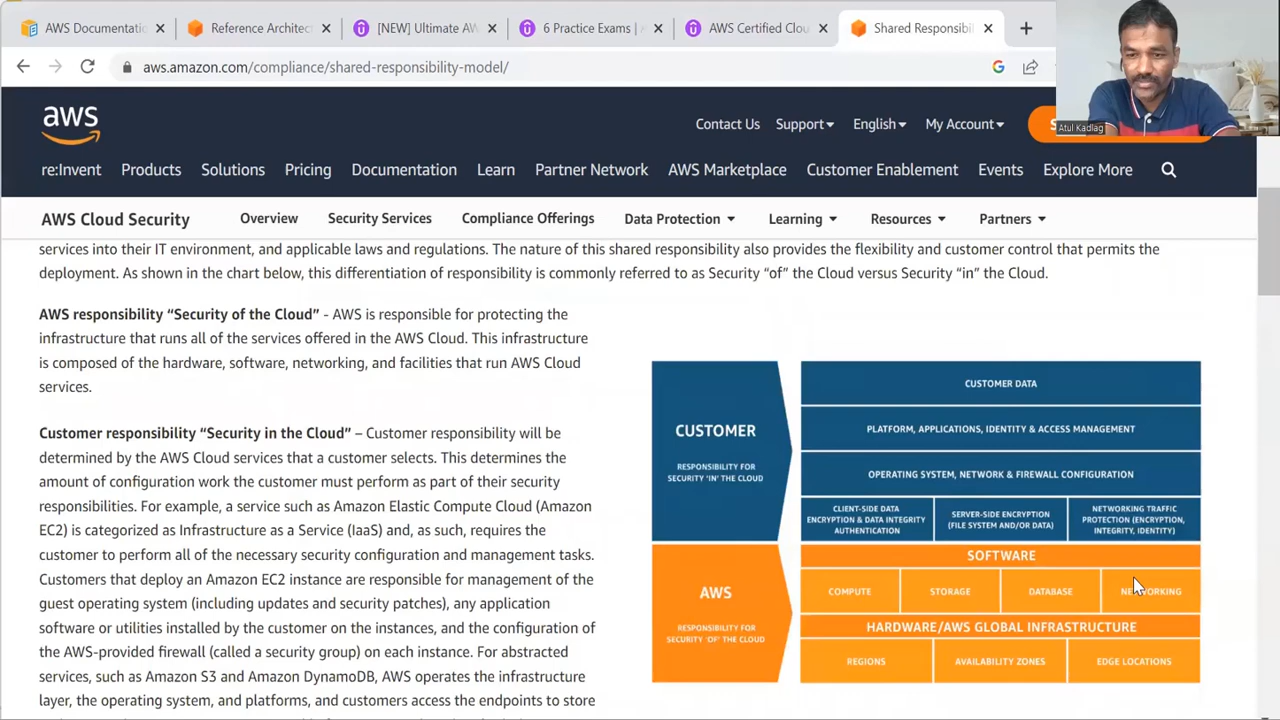 AWS Documentatio
Reference Architect
[NEW] Ultimate AW
6 Practice Exams |
AWS Certified Clou
Shared Responsibil
aws.amazon.com/compliance/shared-responsibility-model/
aws
Contact Us
Support
English
My Account
Atul Kadlag
re:Invent
Products
Solutions
Pricing
Documentation
Learn
Partner Network
AWS Marketplace
Customer Enablement
Events
Explore More
AWS Cloud Security
Overview
Security Services
Compliance Offerings
Data Protection
Learning
Resources
Partners
services into their IT environment, and applicable laws and regulations. The nature of this shared responsibility also provides the flexibility and customer control that permits the
deployment. As shown in the chart below, this differentiation of responsibility is commonly referred to as Security “of” the Cloud versus Security “in” the Cloud.
AWS responsibility “Security of the Cloud” - AWS is responsible for protecting the
infrastructure that runs all of the services offered in the AWS Cloud. This infrastructure
is composed of the hardware, software, networking, and facilities that run AWS Cloud
services.
Customer responsibility “Security in the Cloud” – Customer responsibility will be
determined by the AWS Cloud services that a customer selects. This determines the
amount of configuration work the customer must perform as part of their security
responsibilities. For example, a service such as Amazon Elastic Compute Cloud (Amazon
EC2) is categorized as Infrastructure as a Service (IaaS) and, as such, requires the
customer to perform all of the necessary security configuration and management tasks.
Customers that deploy an Amazon EC2 instance are responsible for management of the
guest operating system (including updates and security patches), any application
software or utilities installed by the customer on the instances, and the configuration of
the AWS-provided firewall (called a security group) on each instance. For abstracted
services, such as Amazon S3 and Amazon DynamoDB, AWS operates the infrastructure
layer, the operating system, and platforms, and customers access the endpoints to store
CUSTOMER
RESPONSIBILITY FOR
SECURITY ‘IN’ THE CLOUD
CUSTOMER DATA
PLATFORM, APPLICATIONS, IDENTITY & ACCESS MANAGEMENT
OPERATING SYSTEM, NETWORK & FIREWALL CONFIGURATION
CLIENT-SIDE DATA
ENCRYPTION & DATA INTEGRITY
AUTHENTICATION
SERVER-SIDE ENCRYPTION
(FILE SYSTEM AND/OR DATA)
NETWORKING TRAFFIC
PROTECTION (ENCRYPTION,
INTEGRITY, IDENTITY)
AWS
RESPONSIBILITY FOR
SECURITY ‘OF’ THE CLOUD
SOFTWARE
COMPUTE
STORAGE
DATABASE
NETWORKING
HARDWARE/AWS GLOBAL INFRASTRUCTURE
REGIONS
AVAILABILITY ZONES
EDGE LOCATIONS